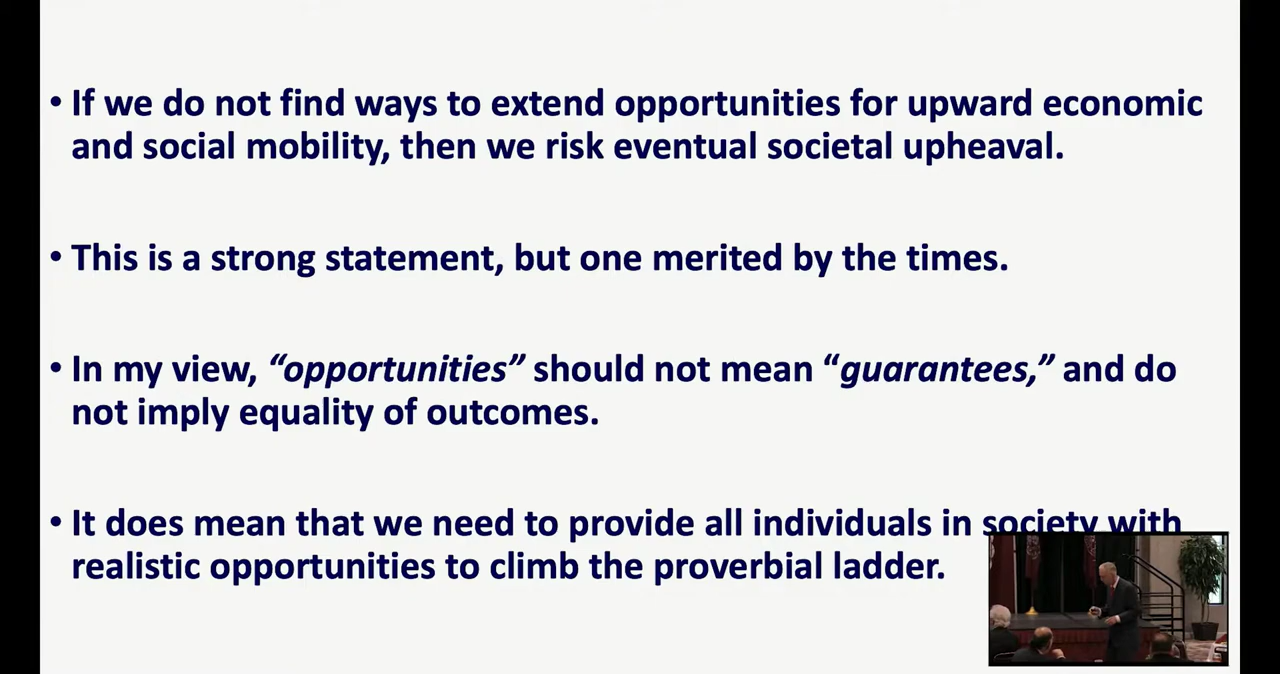 • If we do not find ways to extend opportunities for upward economic
and social mobility, then we risk eventual societal upheaval.
• This is a strong statement, but one merited by the times.
• In my view, “opportunities” should not mean “guarantees,” and do
not imply equality of outcomes.
• It does mean that we need to provide all individuals in society with
realistic opportunities to climb the proverbial ladder.